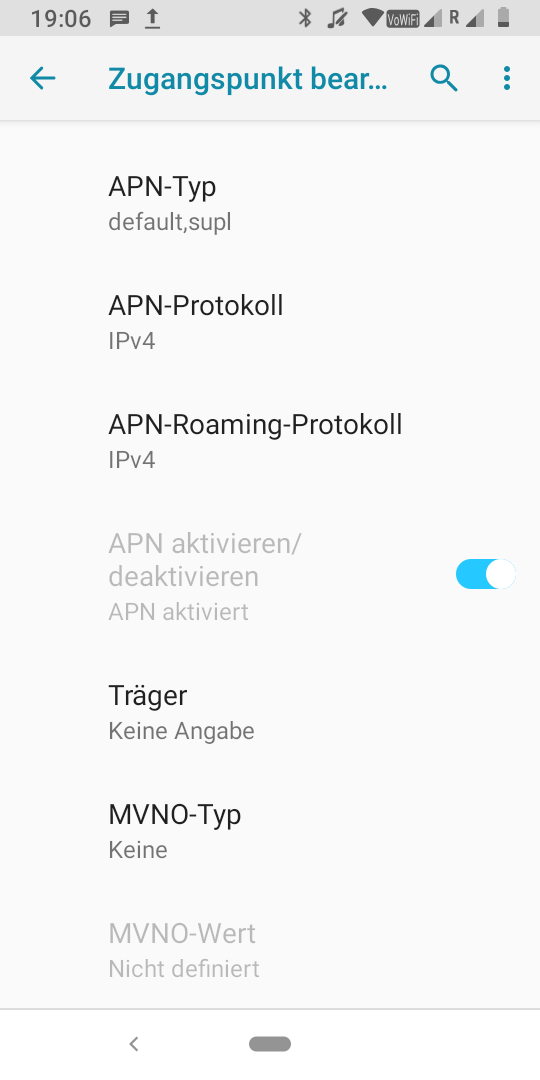 19:06 VoWiFi R
Zugangspunkt bear...
APN-Typ
default,supl
APN-Protokoll
IPv4
APN-Roaming-Protokoll
IPv4
APN aktivieren/
deaktivieren
APN aktiviert
Träger
Keine Angabe
MVNO-Typ
Keine
MVNO-Wert
Nicht definiert